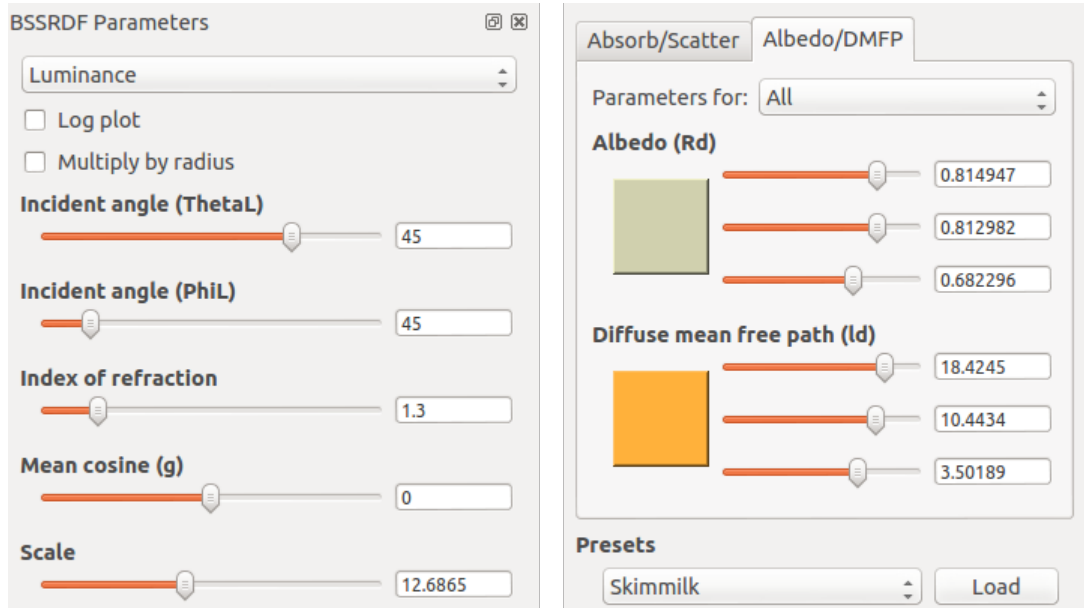 BSSRDF Parameters
Luminance
Log plot
Multiply by radius
Incident angle (ThetaL)
45
Incident angle (PhiL)
45
Index of refraction
1.3
Mean cosine (g)
0
Scale
12.6865
Absorb/Scatter Albedo/DMFP
Parameters for: All
Albedo (Rd)
0.814947
0.812982
0.682296
Diffuse mean free path (ld)
18.4245
10.4434
3.50189
Presets
Skimmilk Load